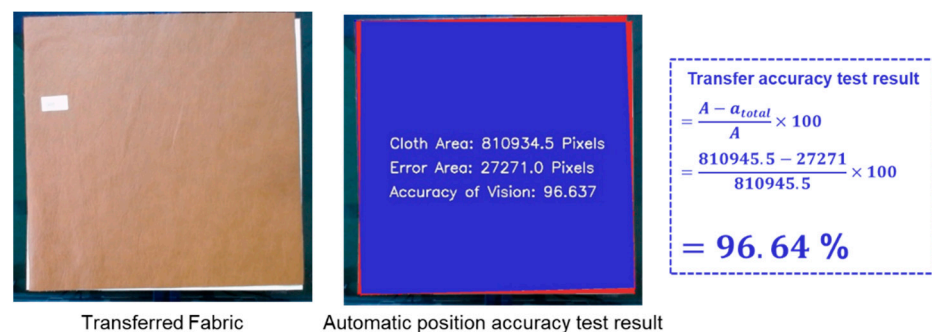 Cloth Area: 810934.5 Pixels
Error Area: 27271.0 Pixels
Accuracy of Vision: 96.637
Transfer accuracy test result
= (A − a_total) / A × 100
= (810945.5 − 27271) / 810945.5 × 100
= 96.64 %
Transferred Fabric
Automatic position accuracy test result